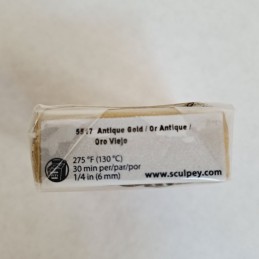 5517 Antique Gold / Or Antique /
Oro Viejo
275 °F (130 °C)
30 min per/par/por
1/4 in (6 mm)
www.sculpey.com